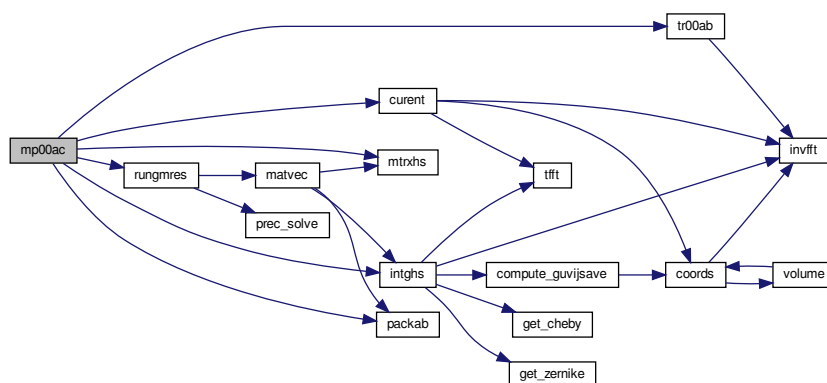 tr00ab
curent
mp00ac
mtrxhs
invfft
rungmres
matvec
tfft
prec_solve
intghs
compute_guvijsave
coords
volume
packab
get_cheby
get_zernike